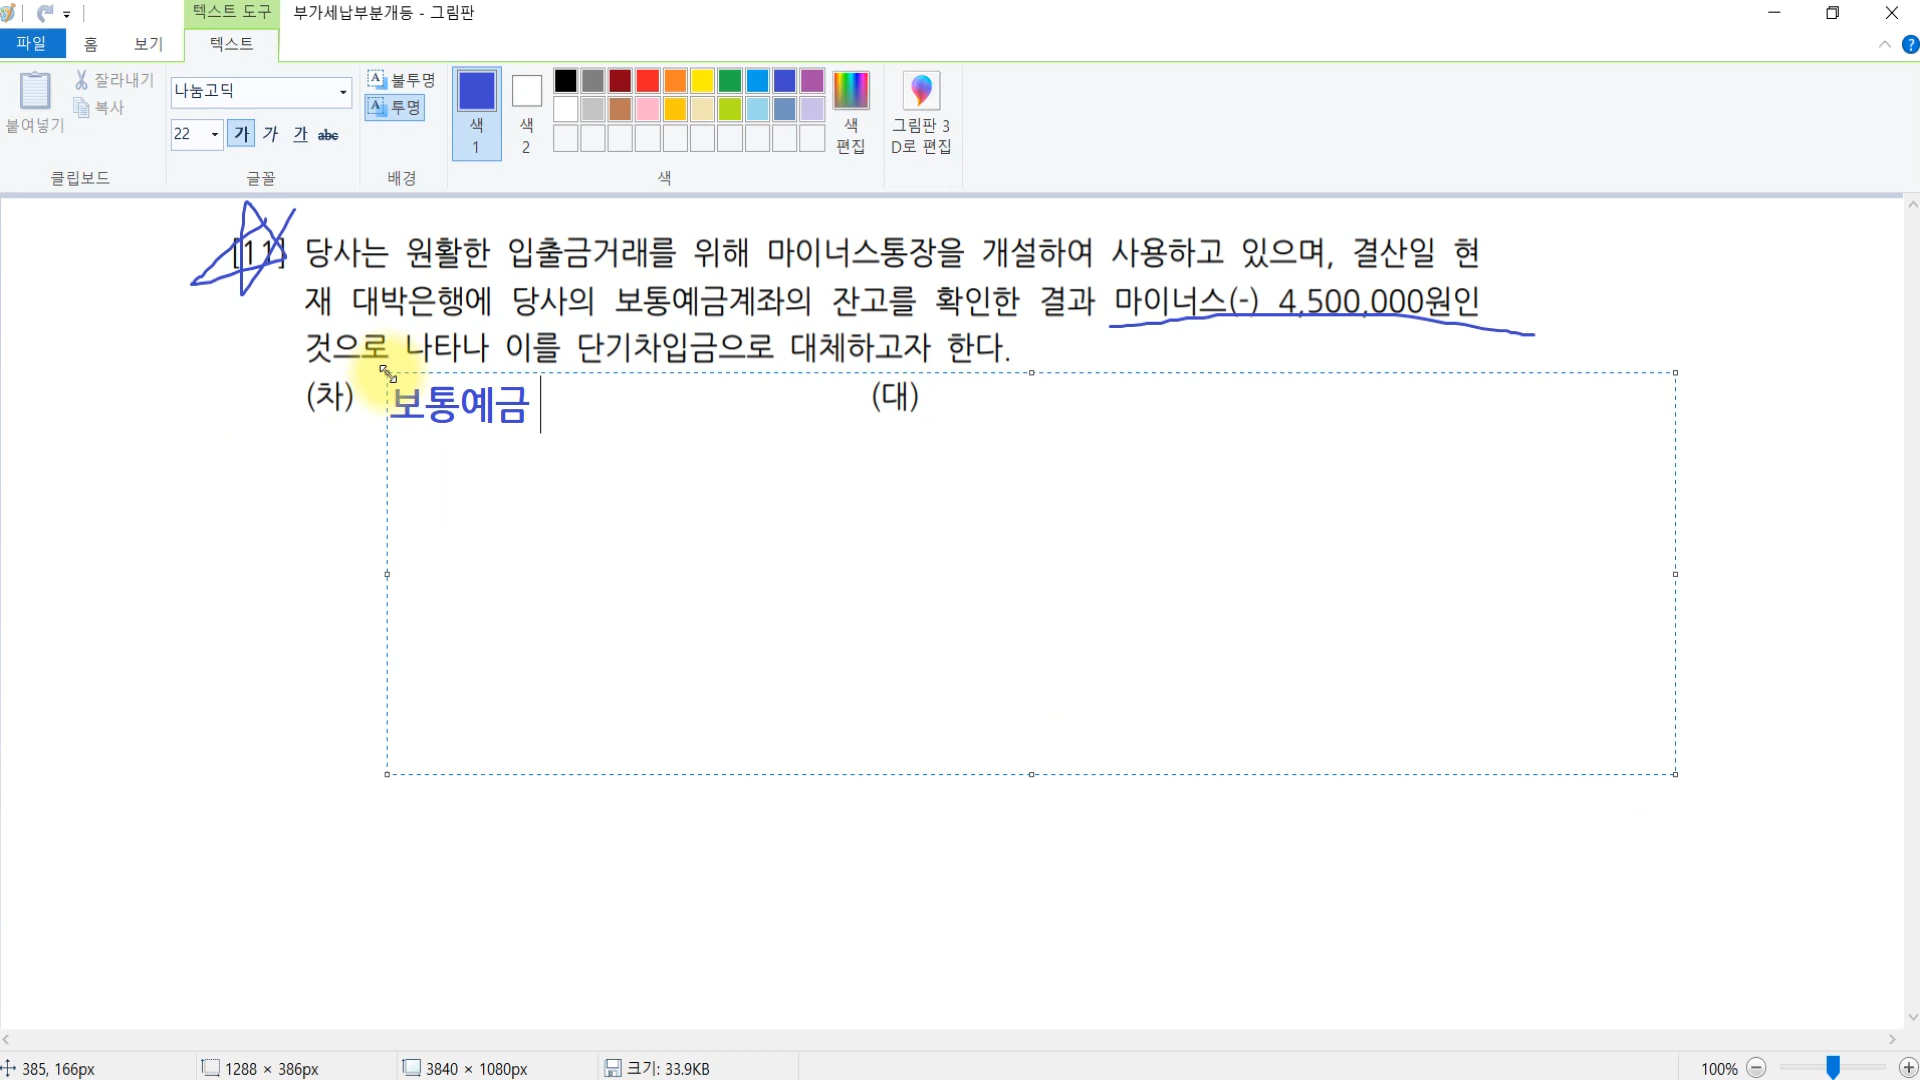 텍스트 도구
부가세납부분개등 - 그림판
파일
홈
보기
텍스트
?
붙여넣기
잘라내기
복사
클립보드
나눔고딕
22
가 가 가 abc
글꼴
불투명
투명
배경
색
1
색
2
색
편집
색
그림판 3
D로 편집
[11] 당사는 원활한 입출금거래를 위해 마이너스통장을 개설하여 사용하고 있으며, 결산일 현
재 대박은행에 당사의 보통예금계좌의 잔고를 확인한 결과 마이너스(-) 4,500,000원인
것으로 나타나 이를 단기차입금으로 대체하고자 한다.
(차) 보통예금 (대)
385, 166px
1288 × 386px
3840 × 1080px
크기: 33.9KB
100%